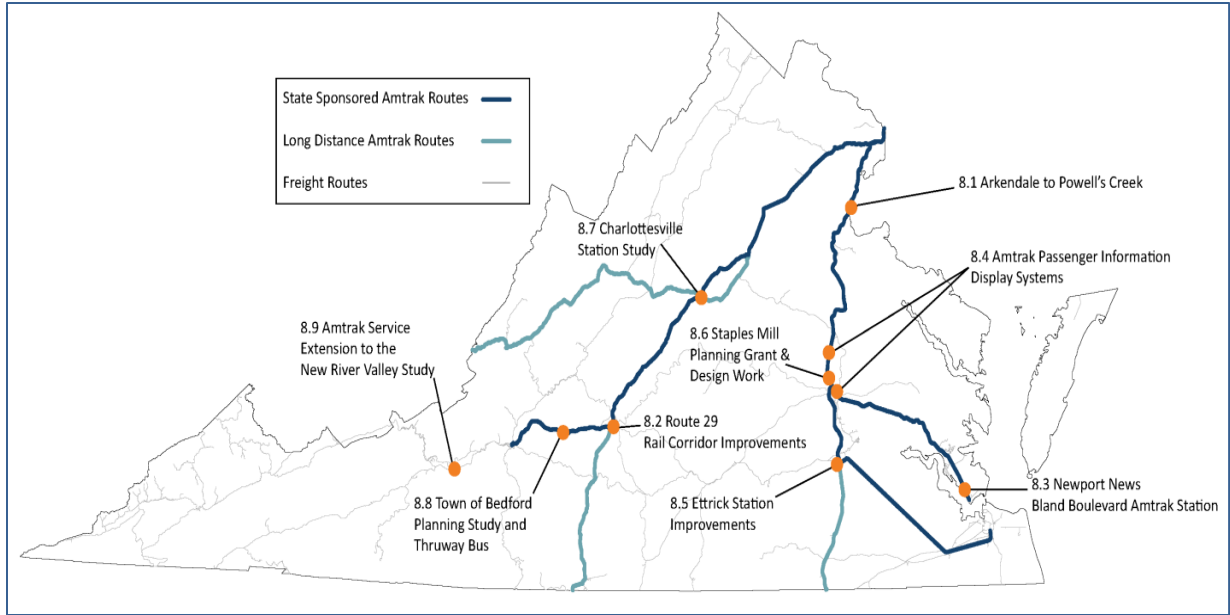 State Sponsored Amtrak Routes
Long Distance Amtrak Routes
Freight Routes
8.1 Arkendale to Powell's Creek
8.7 Charlottesville
Station Study
8.4 Amtrak Passenger Information
Display Systems
8.9 Amtrak Service
Extension to the
New River Valley Study
8.6 Staples Mill
Planning Grant &
Design Work
8.2 Route 29
Rail Corridor Improvements
8.8 Town of Bedford
Planning Study and
Thruway Bus
8.5 Ettrick Station
Improvements
8.3 Newport News
Bland Boulevard Amtrak Station